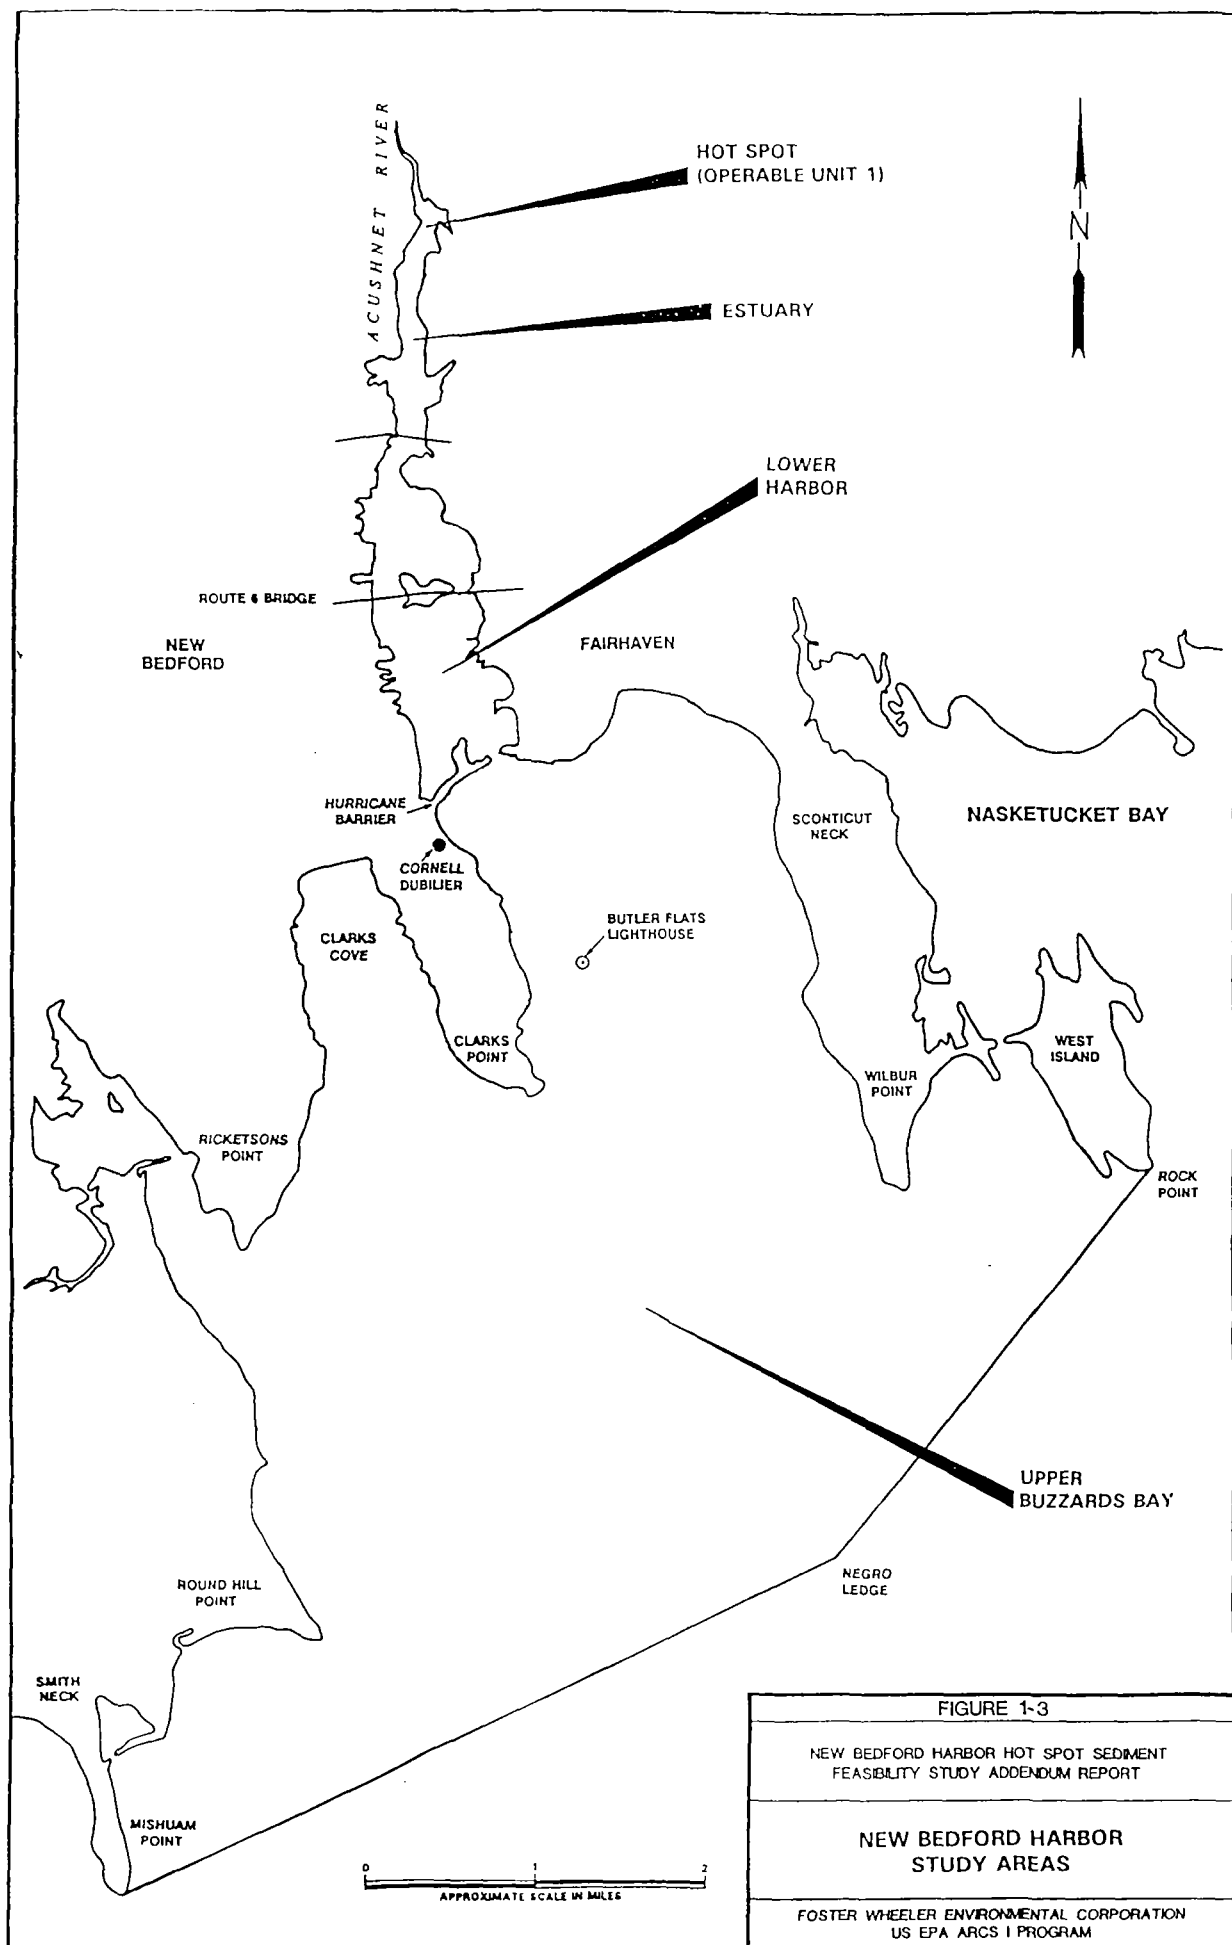 ACUSHNET RIVER
HOT SPOT
(OPERABLE UNIT 1)
N
ESTUARY
LOWER
HARBOR
ROUTE 6 BRIDGE
NEW
BEDFORD
FAIRHAVEN
HURRICANE
BARRIER
SCONTICUT
NECK
NASKETUCKET BAY
CORNELL
DUBILIER
CLARKS
COVE
BUTLER FLATS
LIGHTHOUSE
CLARKS
POINT
WEST
ISLAND
WILBUR
POINT
RICKETSONS
POINT
ROCK
POINT
UPPER
BUZZARDS BAY
NEGRO
LEDGE
ROUND HILL
POINT
SMITH
NECK
MISHUAM
POINT
0 1 2
APPROXIMATE SCALE IN MILES
FIGURE 1-3
NEW BEDFORD HARBOR HOT SPOT SEDIMENT
FEASIBILITY STUDY ADDENDUM REPORT
NEW BEDFORD HARBOR
STUDY AREAS
FOSTER WHEELER ENVIRONMENTAL CORPORATION
US EPA ARCS I PROGRAM